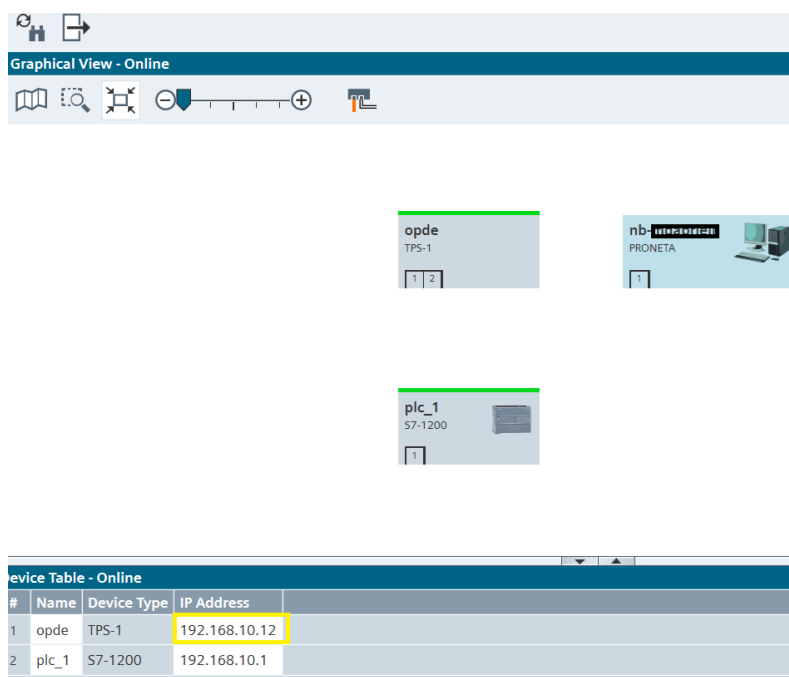 Graphical View - Online
opde
TPS-1
1 2
nb-
PRONETA
1
plc_1
S7-1200
1
Device Table - Online
# Name Device Type IP Address
1 opde TPS-1 192.168.10.12
2 plc_1 S7-1200 192.168.10.1